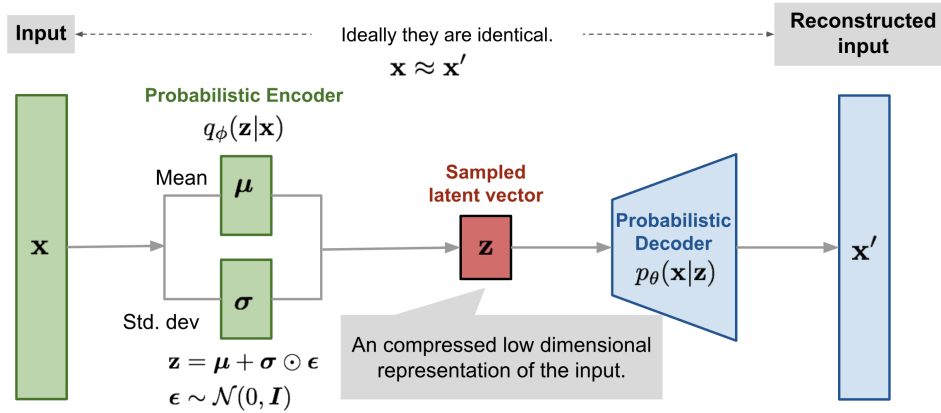 Input
Ideally they are identical.
x ≈ x′
Reconstructed
input
Probabilistic Encoder
qϕ(z|x)
Mean
μ
Sampled
latent vector
x
z
Probabilistic
Decoder
pθ(x|z)
x′
σ
Std. dev
z = μ + σ ⊙ ϵ
ϵ ∼ 𝒩(0, I)
An compressed low dimensional
representation of the input.